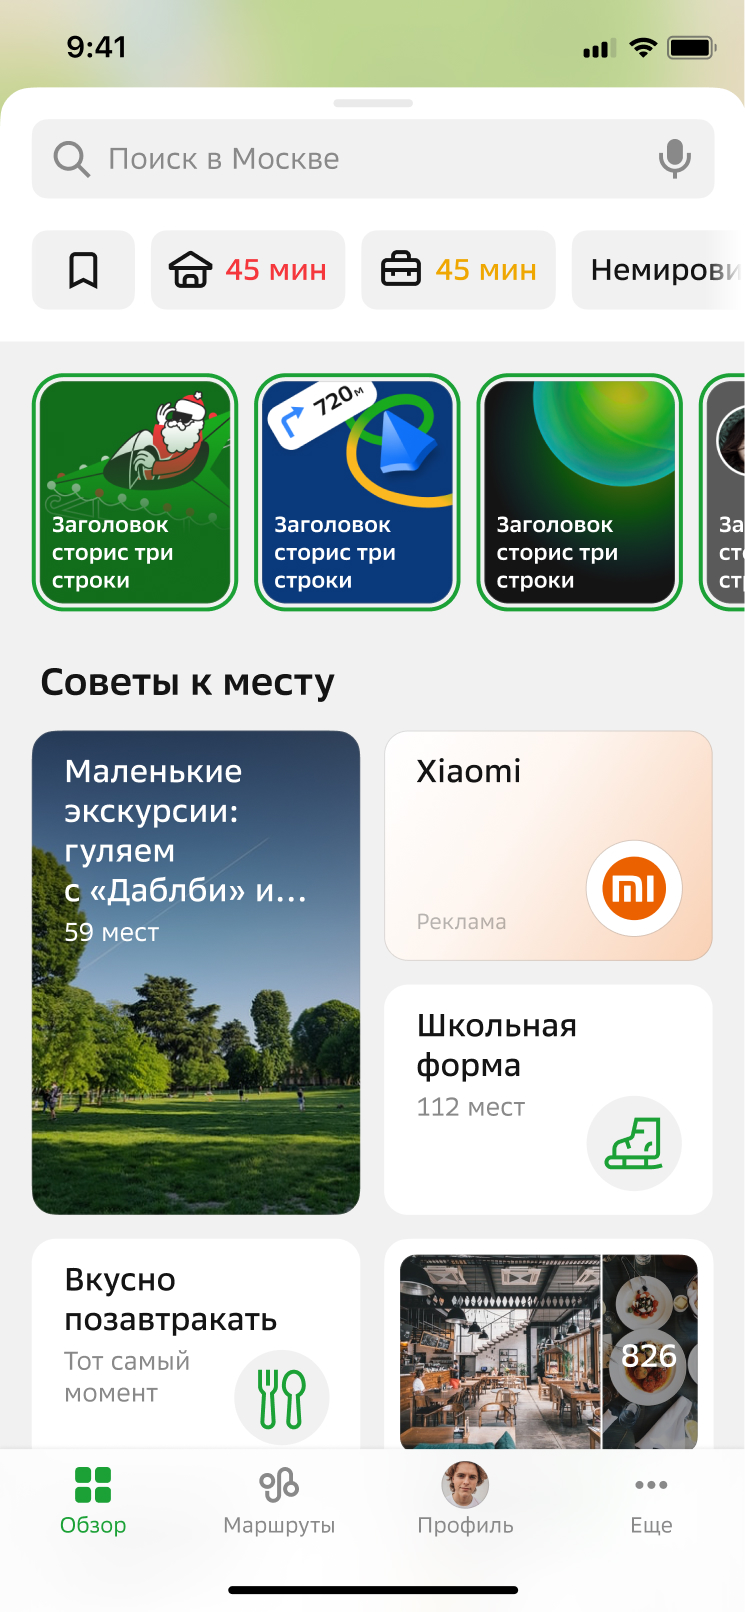 9:41
Поиск в Москве
45 мин
45 мин
Немирови
720м
Заголовок
сторис три
строки
Заголовок
сторис три
строки
Заголовок
сторис три
строки
За
сто
стр
Советы к месту
Маленькие
экскурсии:
гуляем
с «Даблби» и...
59 мест
Xiaomi
Реклама
Школьная
форма
112 мест
Вкусно
позавтракать
Тот самый
момент
826
Обзор
Маршруты
Профиль
Еще